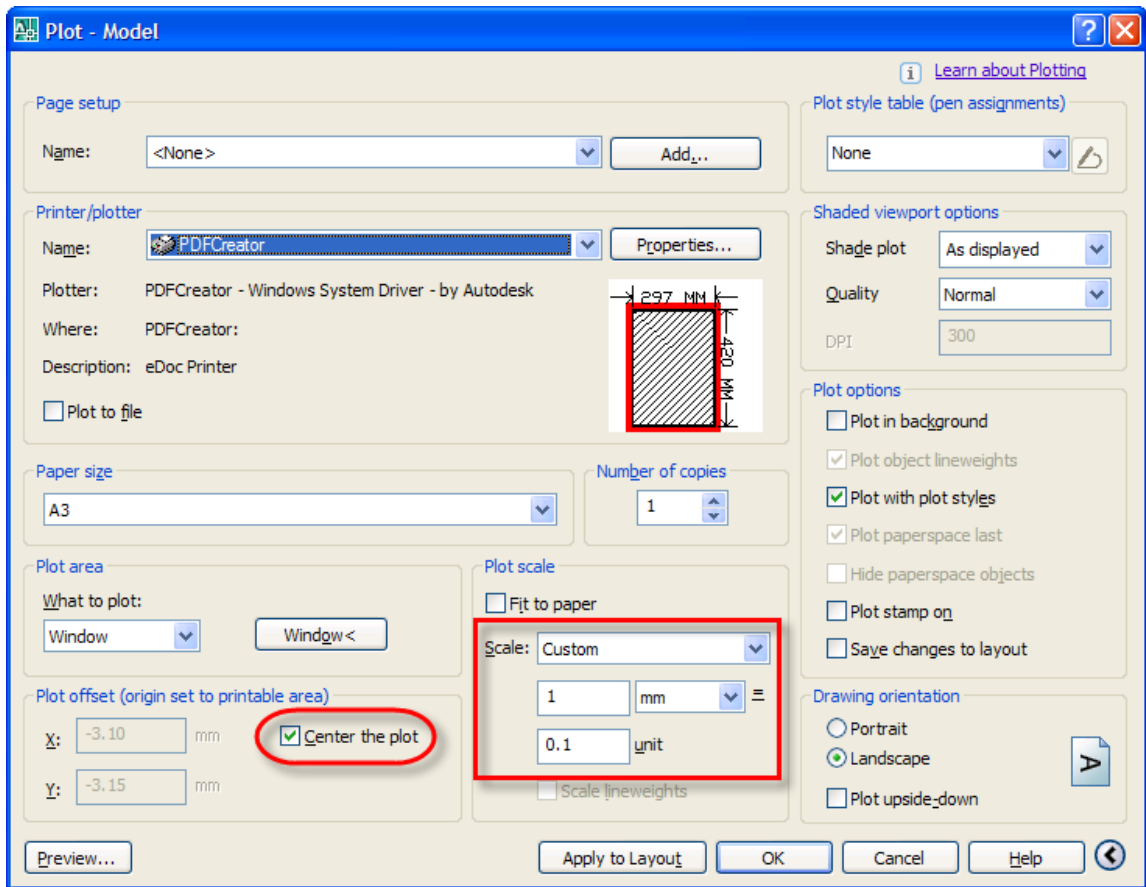 Plot - Model
Learn about Plotting
Page setup
Name: <None> Add...
Plot style table (pen assignments)
None
Printer/plotter
Name: PDFCreator Properties...
Plotter: PDFCreator - Windows System Driver - by Autodesk
Where: PDFCreator:
Description: eDoc Printer
Plot to file
297 MM
420 MM
Shaded viewport options
Shade plot As displayed
Quality Normal
DPI 300
Paper size
A3
Number of copies
1
Plot options
Plot in background
Plot object lineweights
Plot with plot styles
Plot paperspace last
Hide paperspace objects
Plot stamp on
Save changes to layout
Plot area
What to plot:
Window Window<
Plot scale
Fit to paper
Scale: Custom
1 mm =
0.1 unit
Scale lineweights
Plot offset (origin set to printable area)
X: -3.10 mm Center the plot
Y: -3.15 mm
Drawing orientation
Portrait
Landscape
Plot upside-down
A
Preview... Apply to Layout OK Cancel Help